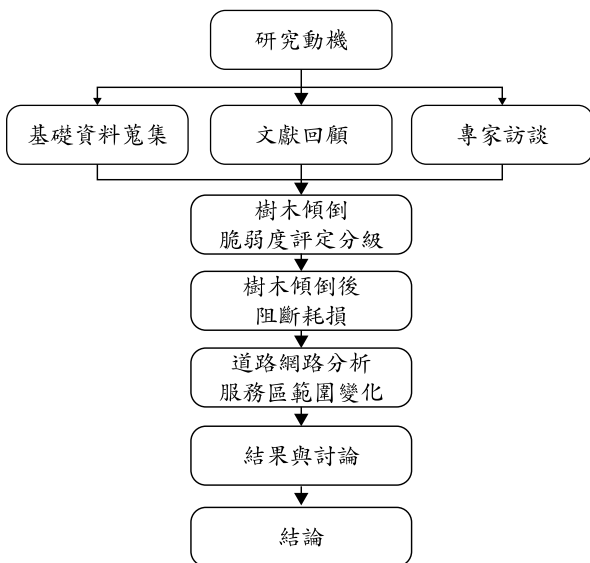 研究動機
基礎資料蒐集
文獻回顧
專家訪談
樹木傾倒
脆弱度評定分級
樹木傾倒後
阻斷耗損
道路網路分析
服務區範圍變化
結果與討論
結論